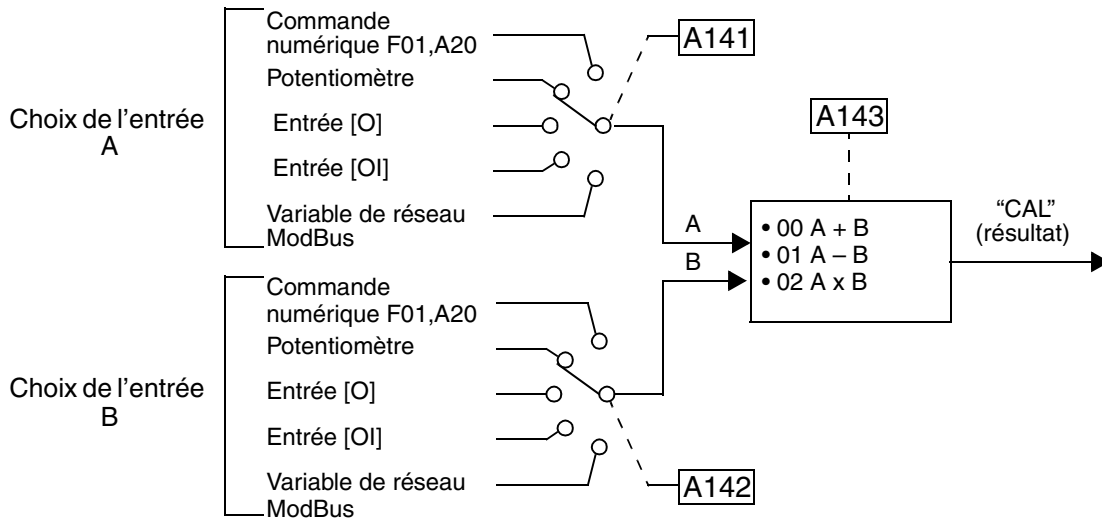 Commande
numérique F01,A20
Potentiomètre
Entrée [O]
Entrée [OI]
Variable de réseau
ModBus
Choix de l'entrée
A
A141
A143
A
B
• 00 A + B
• 01 A – B
• 02 A x B
“CAL”
(résultat)
Commande
numérique F01,A20
Potentiomètre
Entrée [O]
Entrée [OI]
Variable de réseau
ModBus
Choix de l'entrée
B
A142